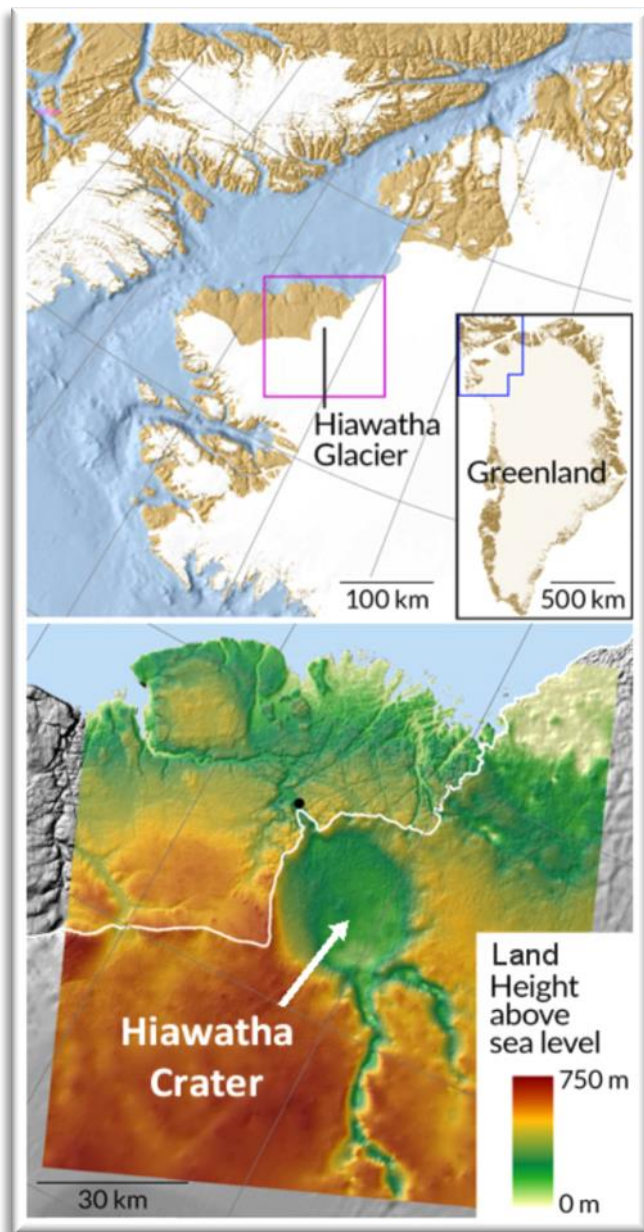 Hiawatha
Glacier
Greenland
100 km
500 km
Hiawatha
Crater
30 km
Land
Height
above
sea level
750 m
0 m